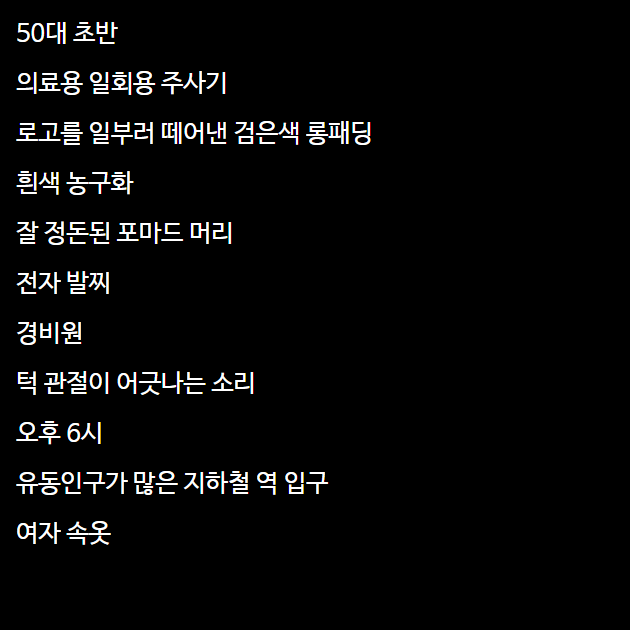 50대 초반
의료용 일회용 주사기
로고를 일부러 떼어낸 검은색 롱패딩
흰색 농구화
잘 정돈된 포마드 머리
전자 발찌
경비원
턱 관절이 어긋나는 소리
오후 6시
유동인구가 많은 지하철 역 입구
여자 속옷